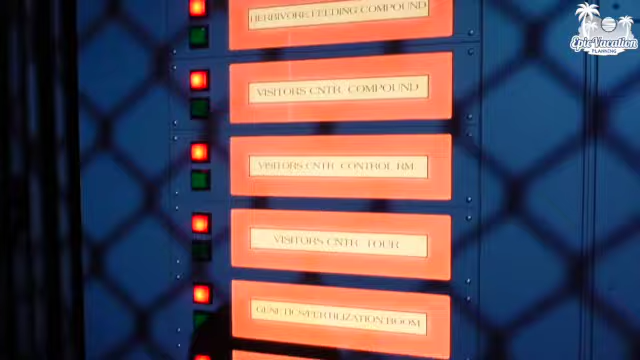 HERBIVORE FEEDING COMPOUND
VISITORS CNTR. COMPOUND
VISITORS CNTR. CONTROL RM.
VISITORS CNTR. TOUR
GENETICS/FERTILIZATION ROOM
Epic Vacation
PLANNING